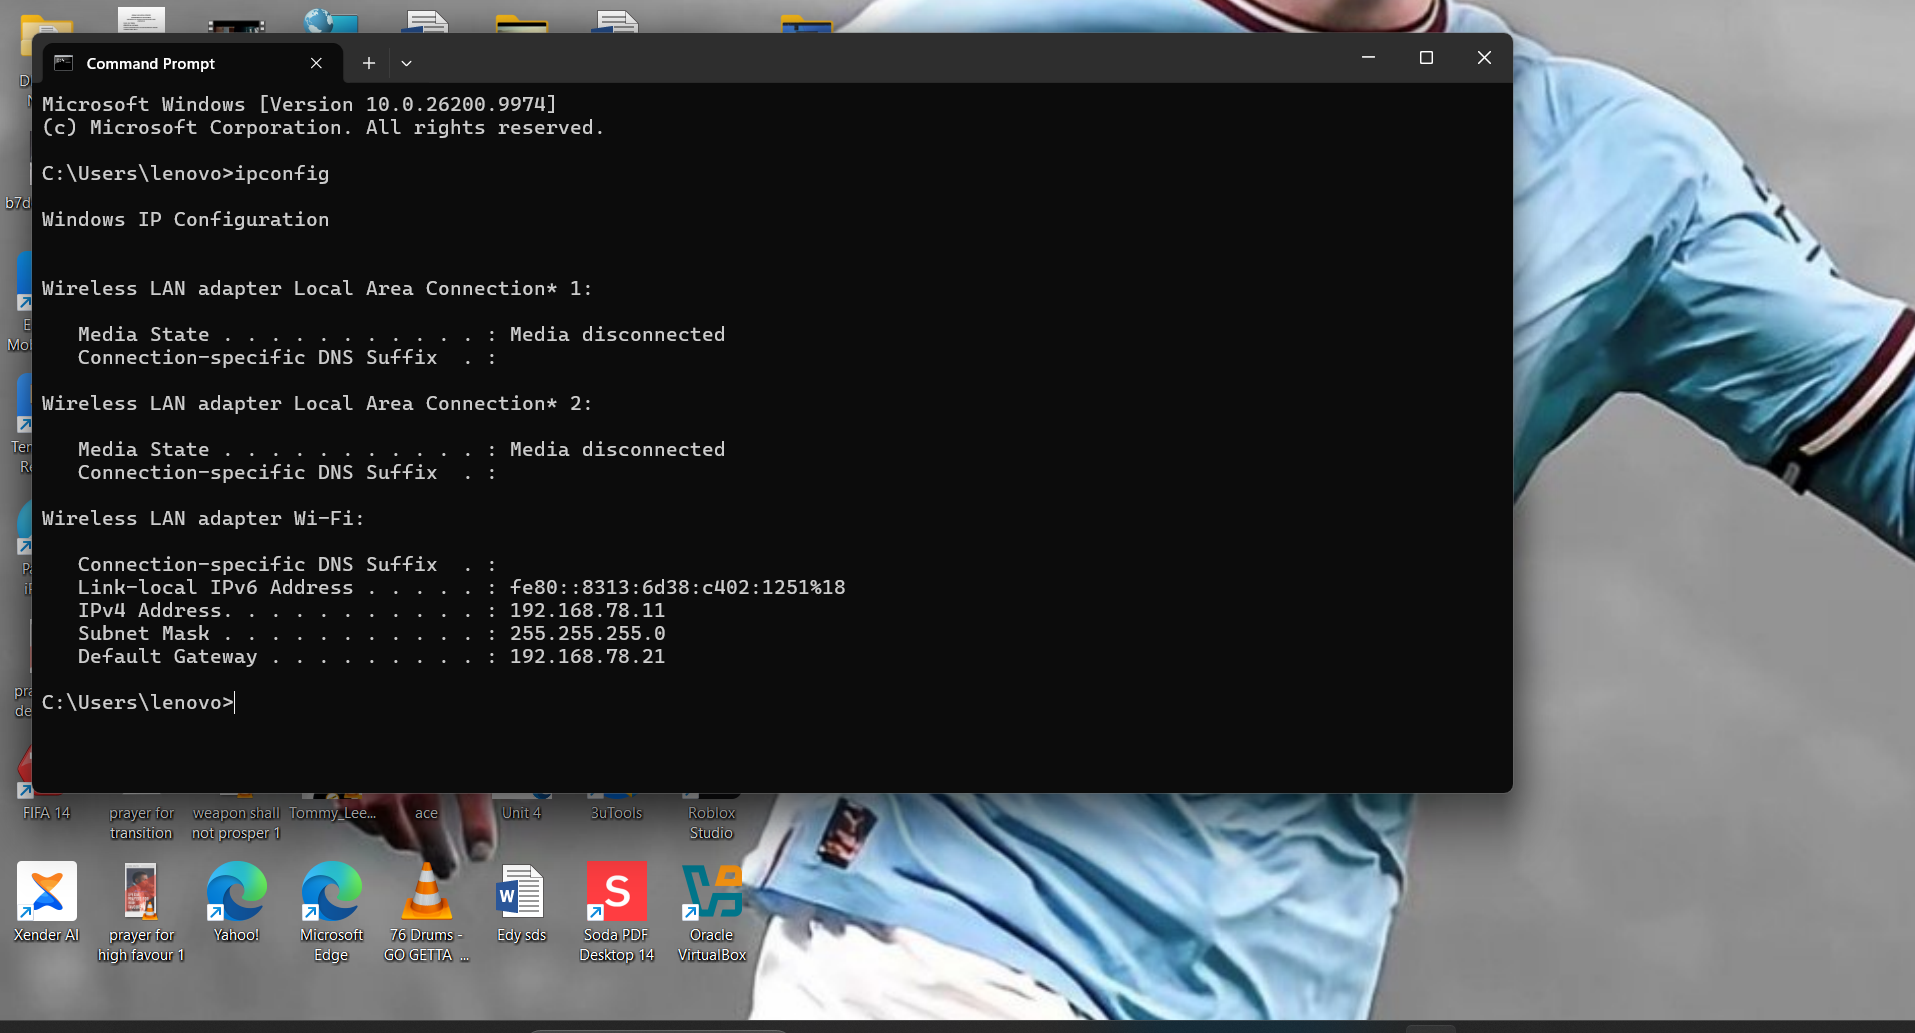 Command Prompt
Microsoft Windows [Version 10.0.26200.9974]
(c) Microsoft Corporation. All rights reserved.
C:\Users\lenovo>ipconfig
Windows IP Configuration
Wireless LAN adapter Local Area Connection* 1:
Media State . . . . . . . . . . . : Media disconnected
Connection-specific DNS Suffix  . :
Wireless LAN adapter Local Area Connection* 2:
Media State . . . . . . . . . . . : Media disconnected
Connection-specific DNS Suffix  . :
Wireless LAN adapter Wi-Fi:
Connection-specific DNS Suffix  . :
Link-local IPv6 Address . . . . . : fe80::8313:6d38:c402:1251%18
IPv4 Address. . . . . . . . . . . : 192.168.78.11
Subnet Mask . . . . . . . . . . . : 255.255.255.0
Default Gateway . . . . . . . . . : 192.168.78.21
C:\Users\lenovo>
FIFA 14
prayer for
transition
weapon shall
not prosper 1
Tommy_Lee...
ace
Unit 4
3uTools
Roblox
Studio
Xender AI
prayer for
high favour 1
Yahoo!
Microsoft
Edge
76 Drums -
GO GETTA ...
Edy sds
Soda PDF
Desktop 14
Oracle
VirtualBox